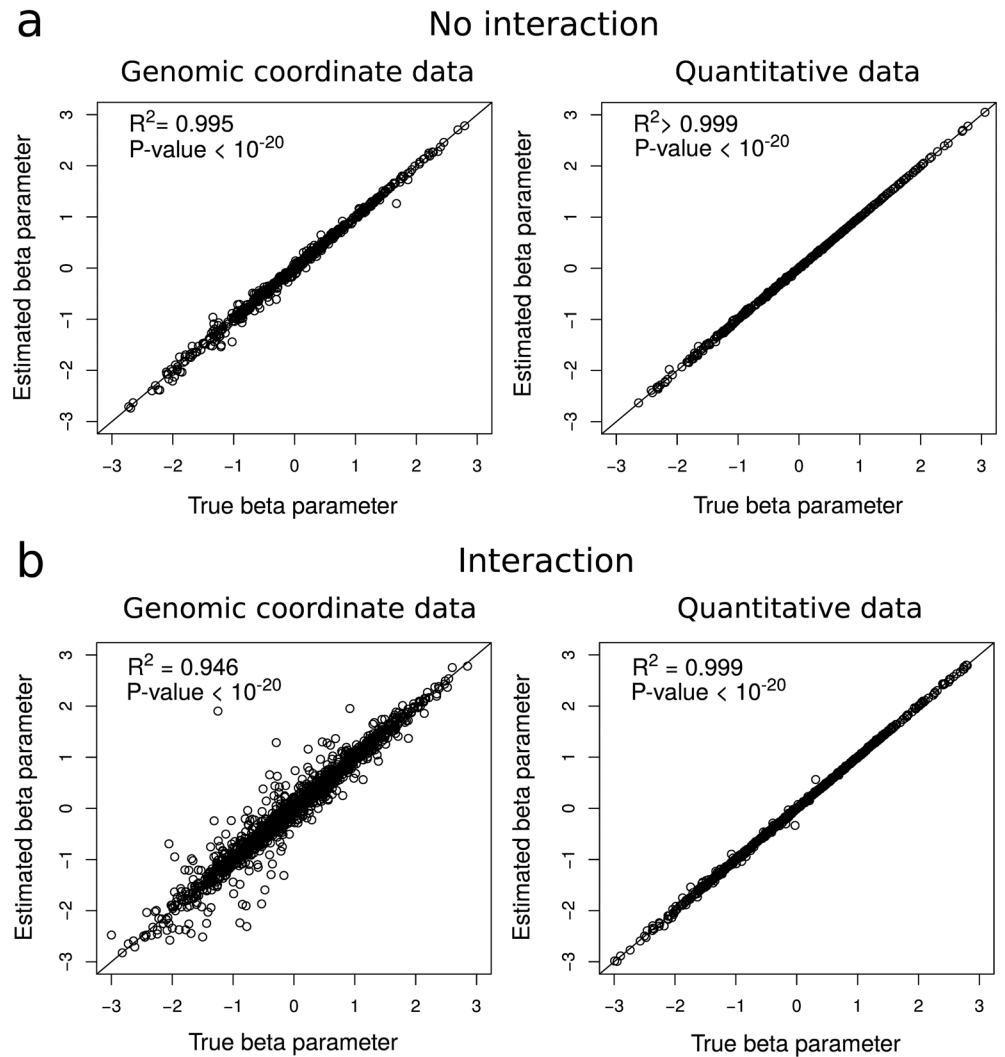 a
No interaction
Genomic coordinate data
Quantitative data
R²= 0.995
P-value < 10⁻²⁰
Estimated beta parameter
3
2
1
0
−1
−2
−3
−3 −2 −1 0 1 2 3
True beta parameter
R²> 0.999
P-value < 10⁻²⁰
Estimated beta parameter
3
2
1
0
−1
−2
−3
−3 −2 −1 0 1 2 3
True beta parameter
b
Interaction
Genomic coordinate data
Quantitative data
R² = 0.946
P-value < 10⁻²⁰
Estimated beta parameter
3
2
1
0
−1
−2
−3
−3 −2 −1 0 1 2 3
True beta parameter
R² = 0.999
P-value < 10⁻²⁰
Estimated beta parameter
3
2
1
0
−1
−2
−3
−3 −2 −1 0 1 2 3
True beta parameter